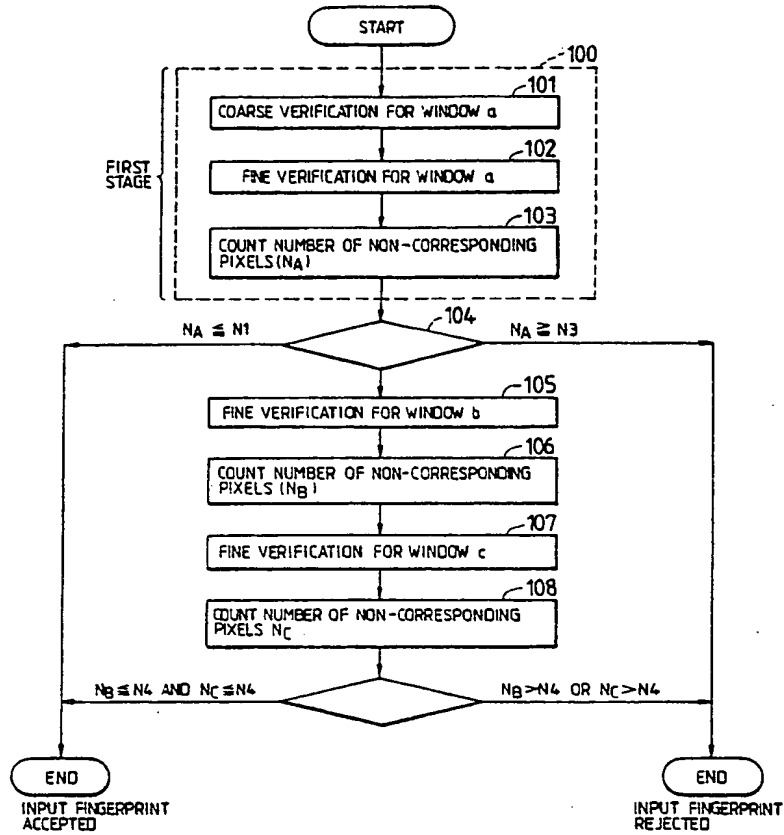 START
100
101
COARSE VERIFICATION FOR WINDOW a
102
FIRST
STAGE
FINE VERIFICATION FOR WINDOW a
103
COUNT NUMBER OF NON-CORRESPONDING
PIXELS(NA)
104
NA ≦ N1
NA ≧ N3
105
FINE VERIFICATION FOR WINDOW b
106
COUNT NUMBER OF NON-CORRESPONDING
PIXELS (NB)
107
FINE VERIFICATION FOR WINDOW c
108
COUNT NUMBER OF NON-CORRESPONDING
PIXELS NC
NB≦N4 AND NC≦N4
NB>N4 OR NC>N4
END
END
INPUT FINGERPRINT
ACCEPTED
INPUT FINGERPRINT
REJECTED